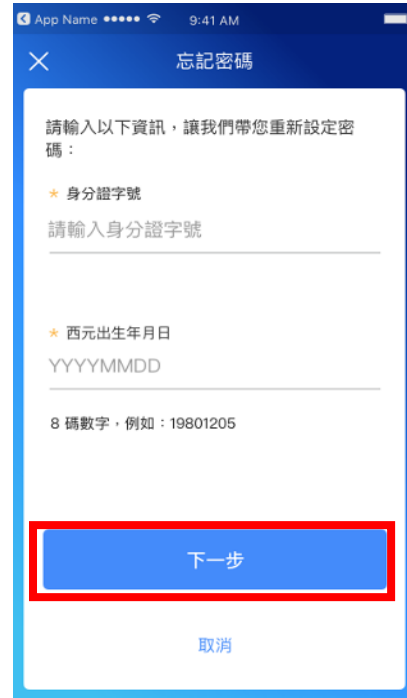 App Name
9:41 AM
忘記密碼
請輸入以下資訊，讓我們帶您重新設定密
碼：
* 身分證字號
請輸入身分證字號
* 西元出生年月日
YYYYMMDD
8 碼數字，例如：19801205
下一步
取消